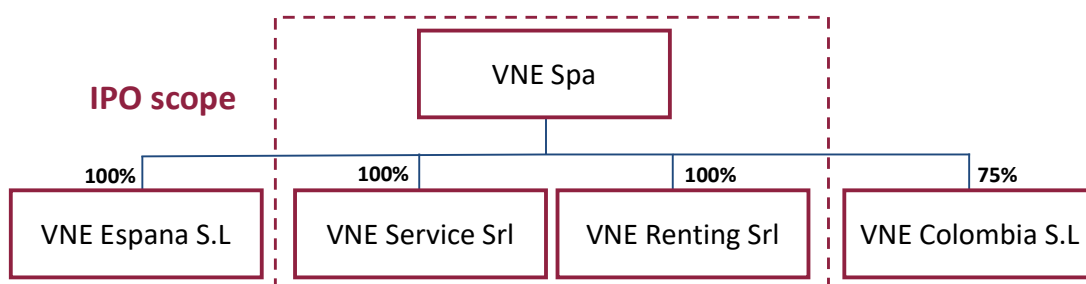 VNE Spa
IPO scope
100%
100%
100%
75%
VNE Espana S.L
VNE Service Srl
VNE Renting Srl
VNE Colombia S.L